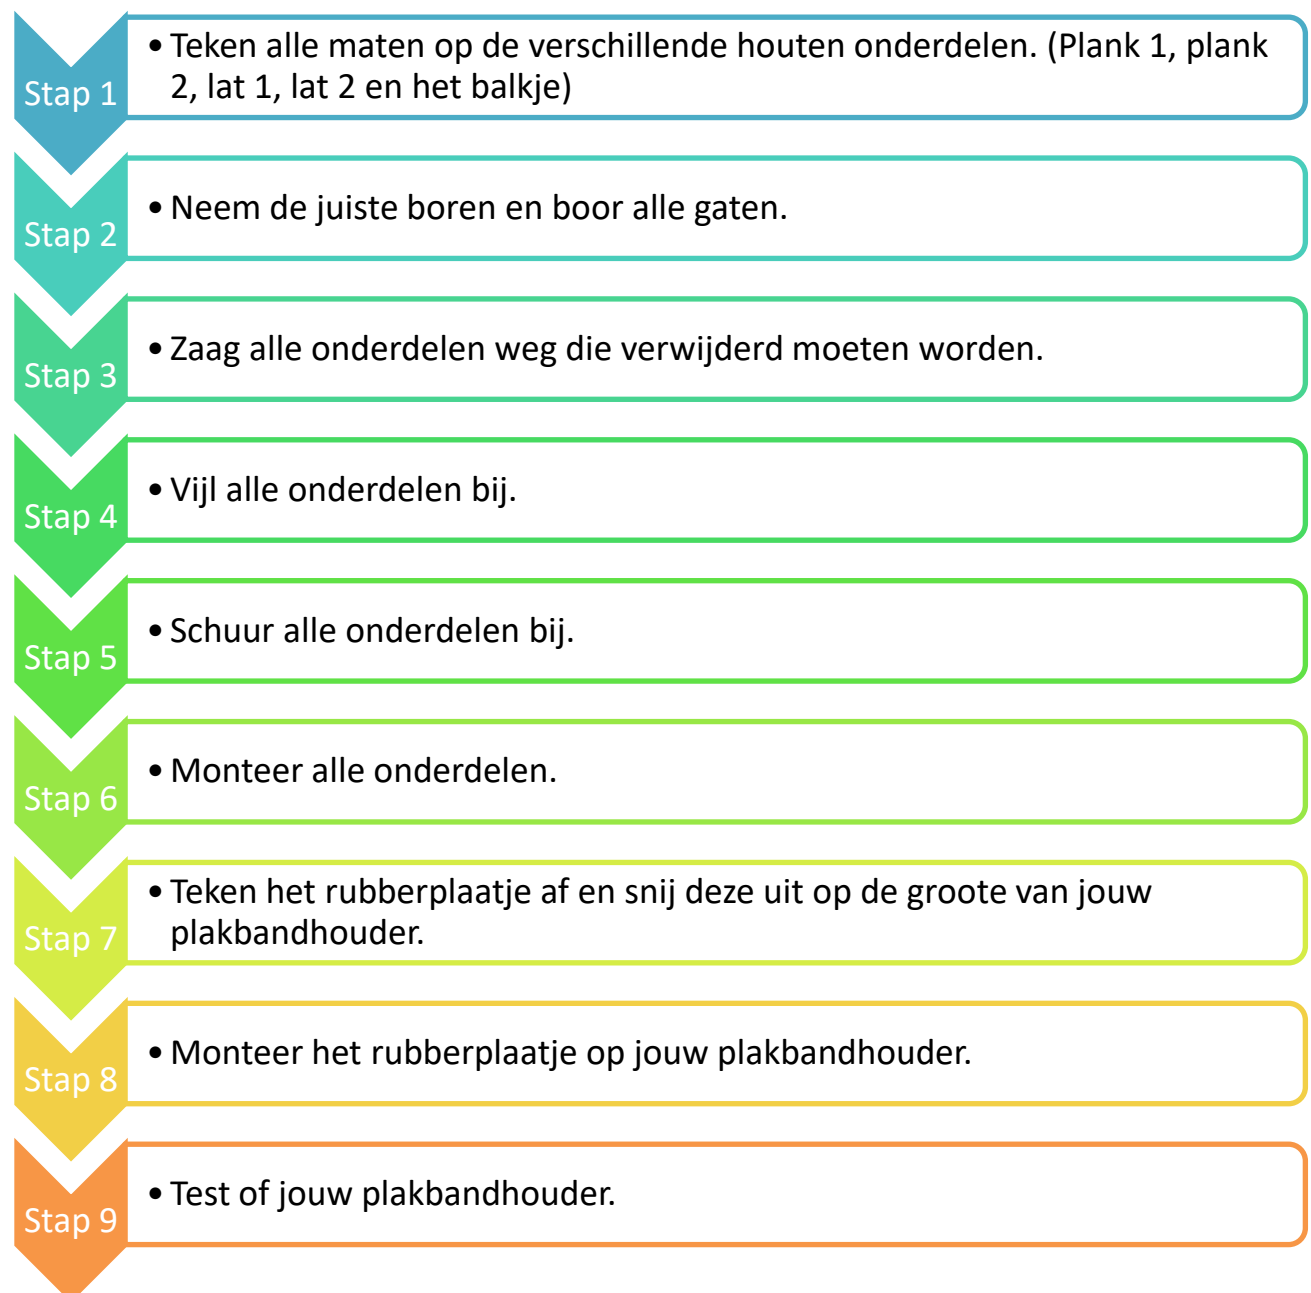 Stap 1
• Teken alle maten op de verschillende houten onderdelen. (Plank 1, plank
2, lat 1, lat 2 en het balkje)
Stap 2
• Neem de juiste boren en boor alle gaten.
Stap 3
• Zaag alle onderdelen weg die verwijderd moeten worden.
Stap 4
• Vijl alle onderdelen bij.
Stap 5
• Schuur alle onderdelen bij.
Stap 6
• Monteer alle onderdelen.
Stap 7
• Teken het rubberplaatje af en snij deze uit op de groote van jouw
plakbandhouder.
Stap 8
• Monteer het rubberplaatje op jouw plakbandhouder.
Stap 9
• Test of jouw plakbandhouder.